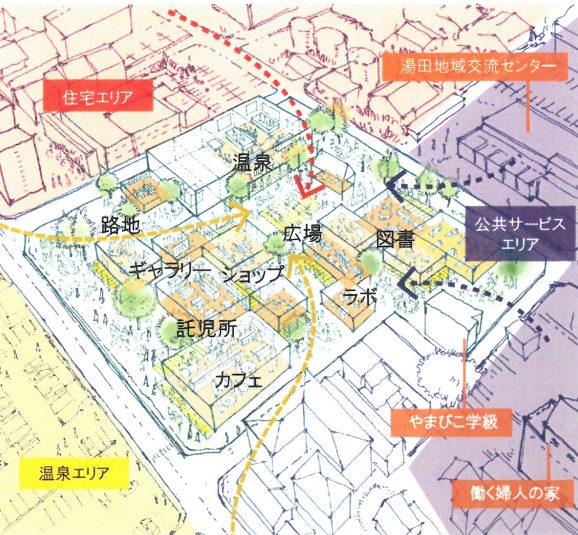 湯田地域交流センター
住宅エリア
温泉
路地
広場
図書
公共サービス
エリア
ギャラリー
ショップ
ラボ
託児所
カフェ
やまびこ学級
温泉エリア
働く婦人の家